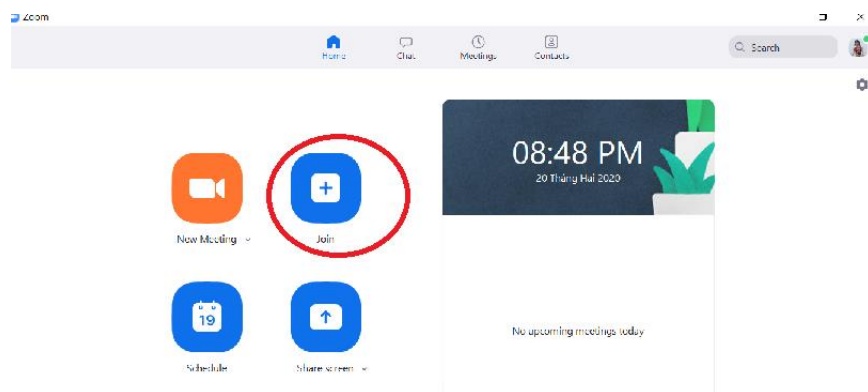 Zoom
Home
Chat
Meetings
Contacts
Search
08:48 PM
20 Tháng Hai 2020
New Meeting
Join
19
Schedule
Share screen
No upcoming meetings today